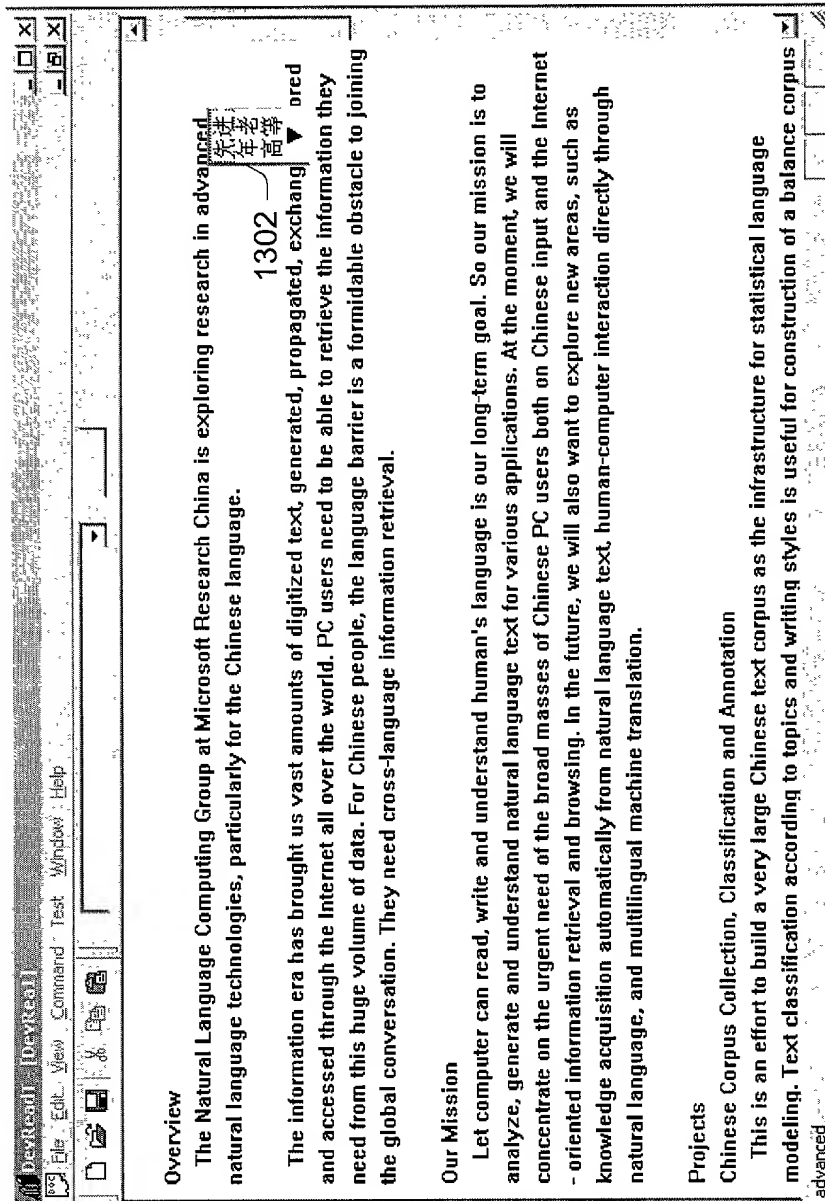 DevRead1 - [DevRead1]
File Edit View Command Test Window Help
Overview
The Natural Language Computing Group at Microsoft Research China is exploring research in advanced
natural language technologies, particularly for the Chinese language.
先进
年老
高等
1302
The information era has brought us vast amounts of digitized text, generated, propagated, exchang ored
and accessed through the Internet all over the world. PC users need to be able to retrieve the information they
need from this huge volume of data. For Chinese people, the language barrier is a formidable obstacle to joining
the global conversation. They need cross-language information retrieval.
Our Mission
Let computer can read, write and understand human's language is our long-term goal. So our mission is to
analyze, generate and understand natural language text for various applications. At the moment, we will
concentrate on the urgent need of the broad masses of Chinese PC users both on Chinese input and the Internet
- oriented information retrieval and browsing. In the future, we will also want to explore new areas, such as
knowledge acquisition automatically from natural language text, human-computer interaction directly through
natural language, and multilingual machine translation.
Projects
Chinese Corpus Collection, Classification and Annotation
This is an effort to build a very large Chinese text corpus as the infrastructure for statistical language
modeling. Text classification according to topics and writing styles is useful for construction of a balance corpus
advanced